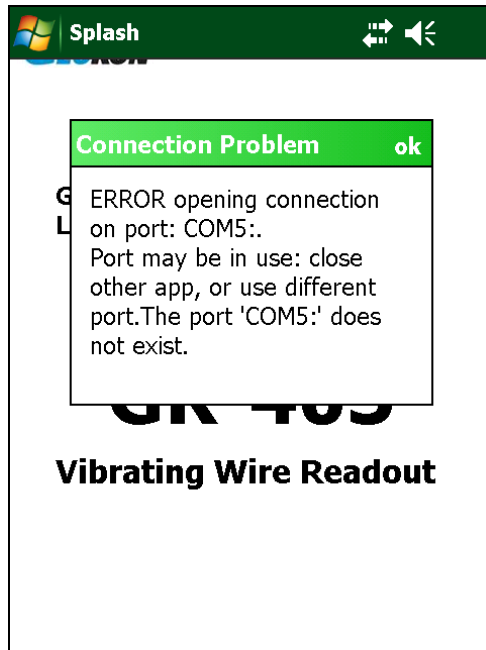 Splash
Connection Problem ok
ERROR opening connection
on port: COM5:.
Port may be in use: close
other app, or use different
port.The port 'COM5:' does
not exist.
Vibrating Wire Readout